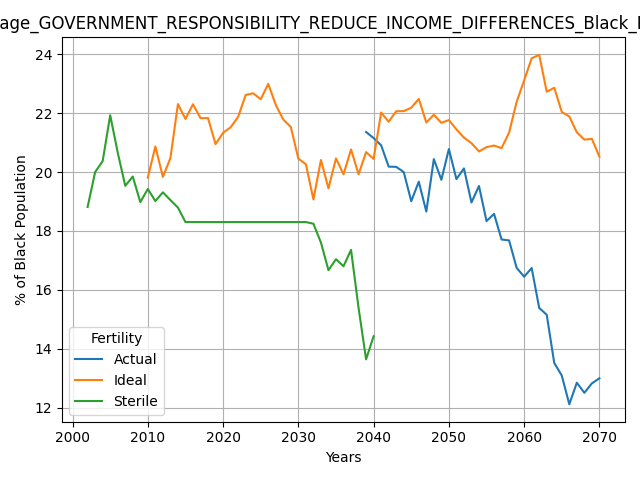 age_GOVERNMENT_RESPONSIBILITY_REDUCE_INCOME_DIFFERENCES_Black_
% of Black Population
24
22
20
18
16
14
12
Fertility
Actual
Ideal
Sterile
2000 2010 2020 2030 2040 2050 2060 2070
Years